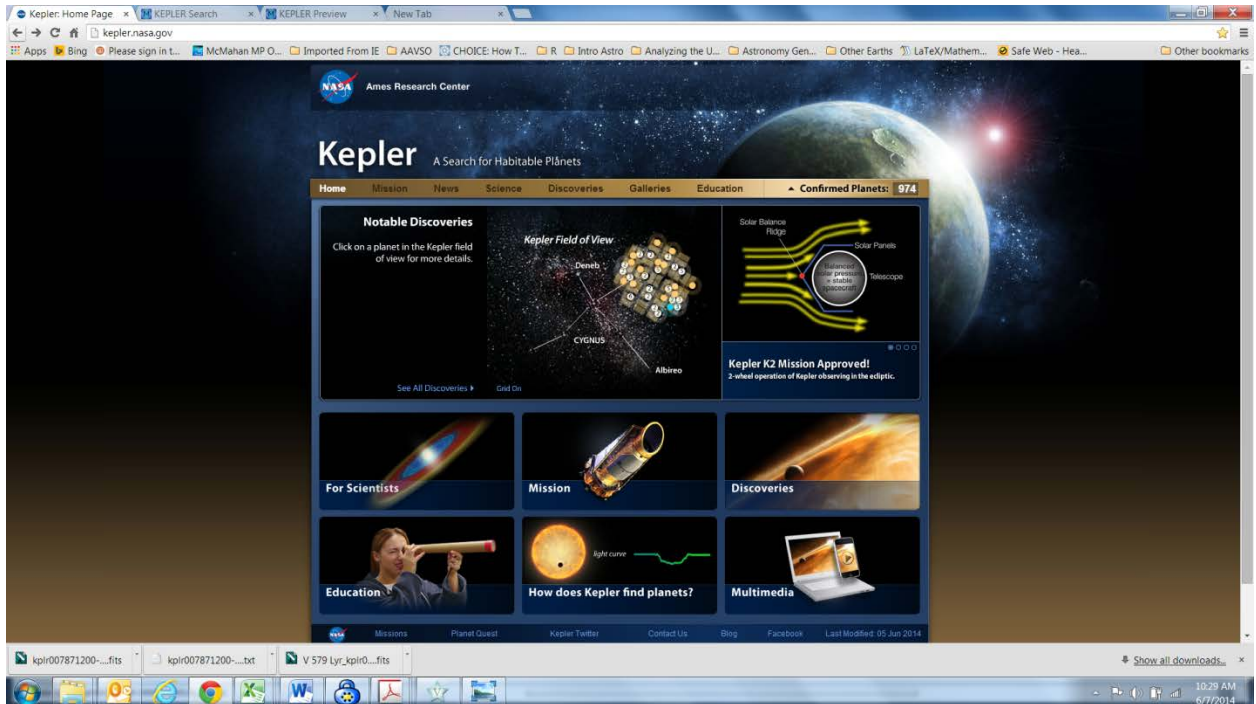 Kepler: Home Page
KEPLER Search
KEPLER Preview
New Tab
kepler.nasa.gov
Apps Bing Please sign in t... McMahan MP O... Imported From IE AAVSO CHOICE: How T... R Intro Astro Analyzing the U... Astronomy Gen... Other Earths LaTeX/Mathem... Safe Web - Hea... Other bookmarks
NASA Ames Research Center
Kepler A Search for Habitable Planets
Home Mission News Science Discoveries Galleries Education Confirmed Planets: 974
Notable Discoveries
Click on a planet in the Kepler field
of view for more details.
See All Discoveries
Kepler Field of View
Deneb
CYGNUS
Albireo
Grid On
Solar Balance
Ridge
Solar Panels
Telescope
Balanced
solar pressure
= stable
spacecraft
Kepler K2 Mission Approved!
2-wheel operation of Kepler observing in the ecliptic.
For Scientists
Mission
Discoveries
Education
light curve
How does Kepler find planets?
Multimedia
NASA Missions Planet Quest Kepler Twitter Contact Us Blog Facebook Last Modified: 05 Jun 2014
kplr007871200-....fits
kplr007871200-....txt
V 579 Lyr_kplr0....fits
Show all downloads...
10:29 AM
6/7/2014